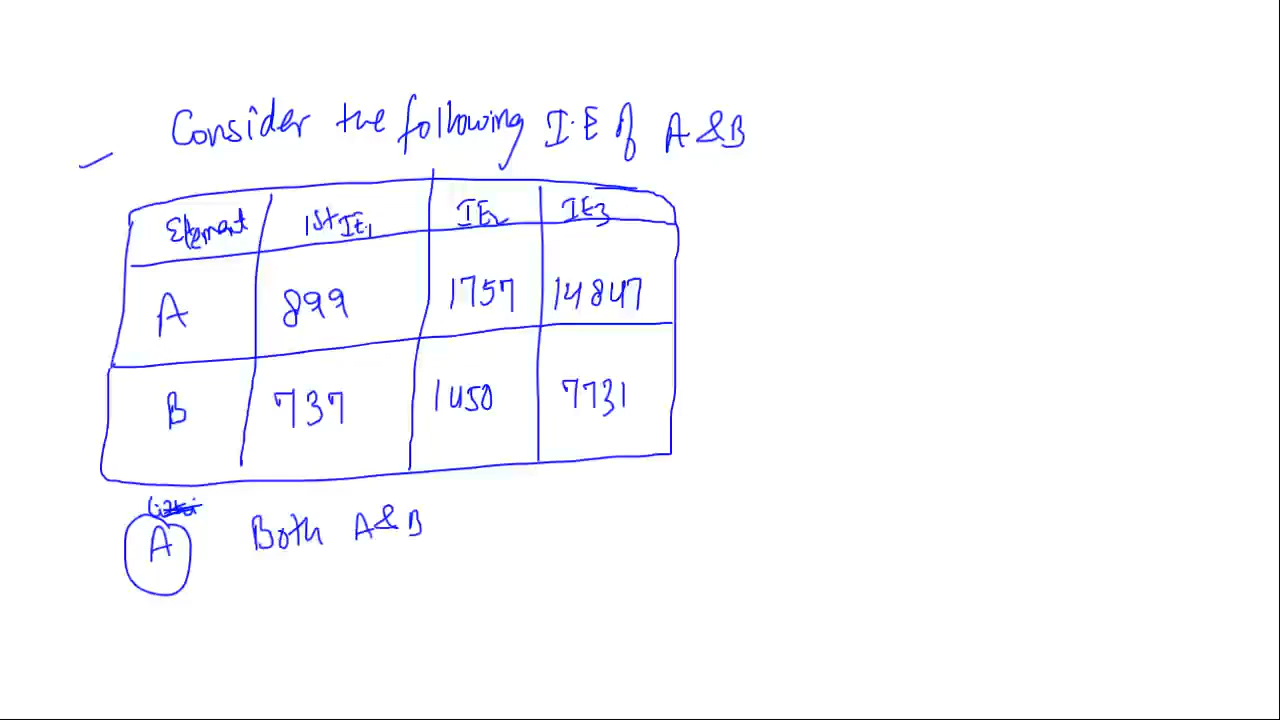 Consider the following I.E of A & B
Element 1st IE1 IE2 IE3
A 899 1757 14847
B 737 1450 7731
A Both A & B